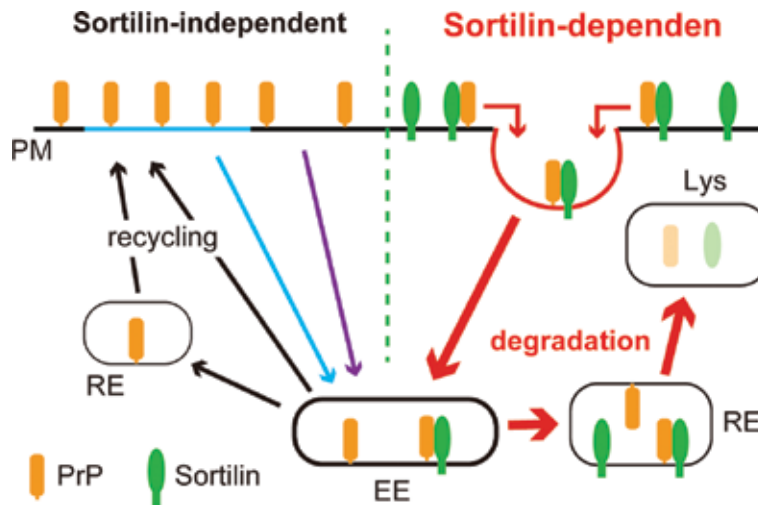 Sortilin-independent
Sortilin-dependen
PM
Lys
recycling
degradation
RE
RE
EE
PrP
Sortilin